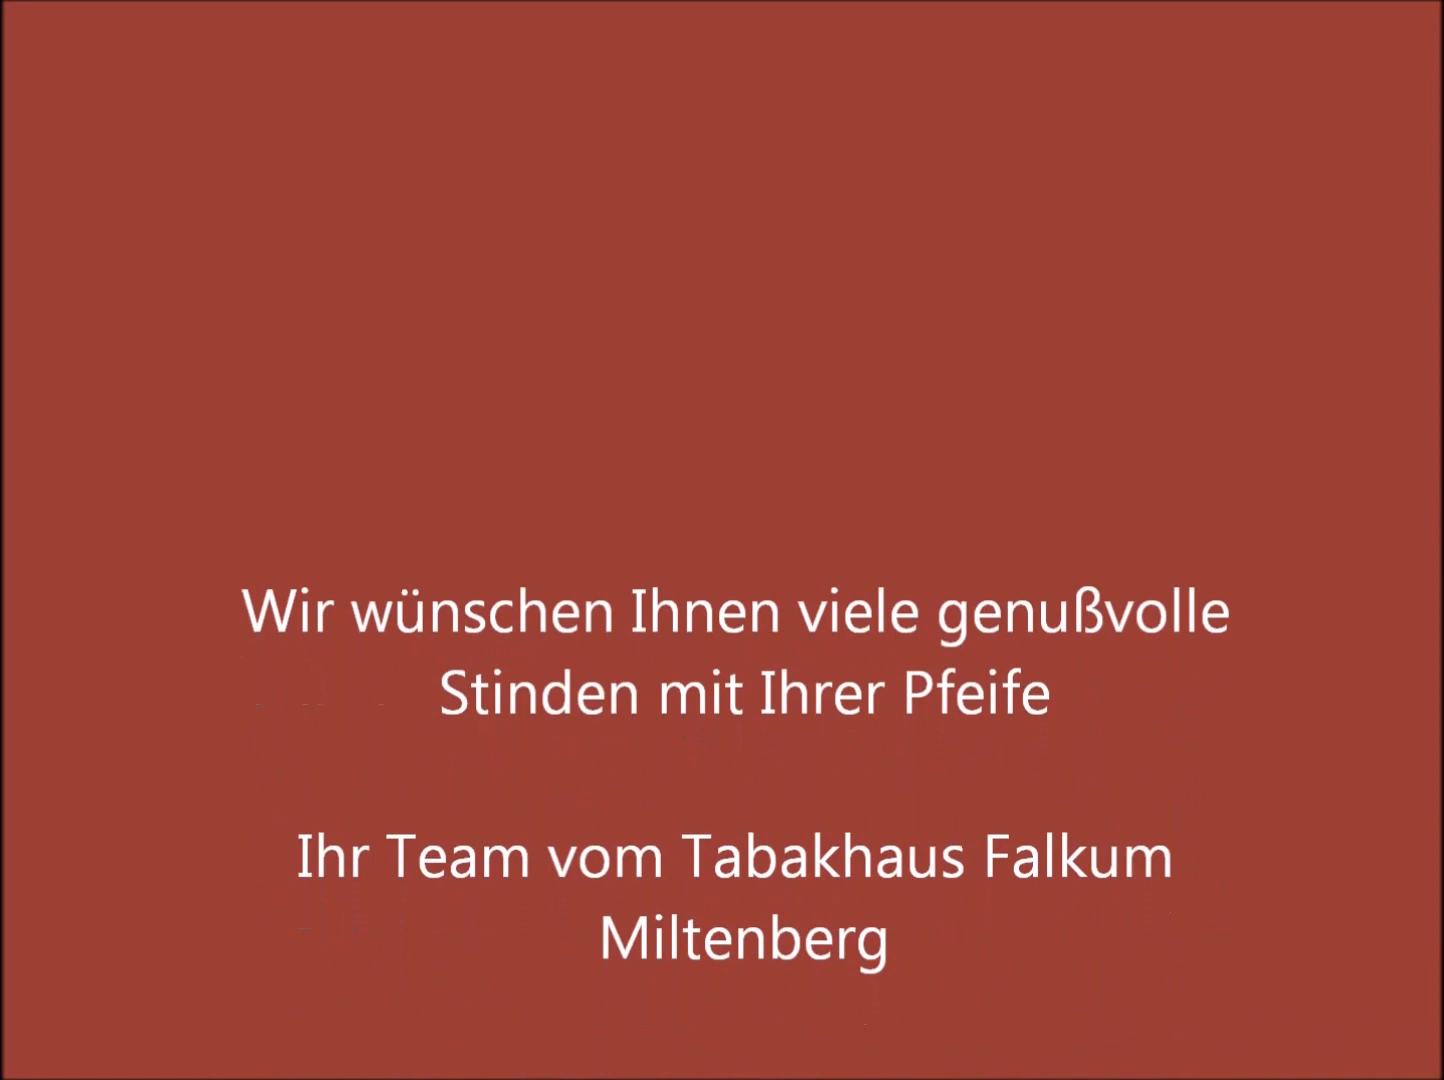 Wir wünschen Ihnen viele genußvolle
Stinden mit Ihrer Pfeife
Ihr Team vom Tabakhaus Falkum
Miltenberg